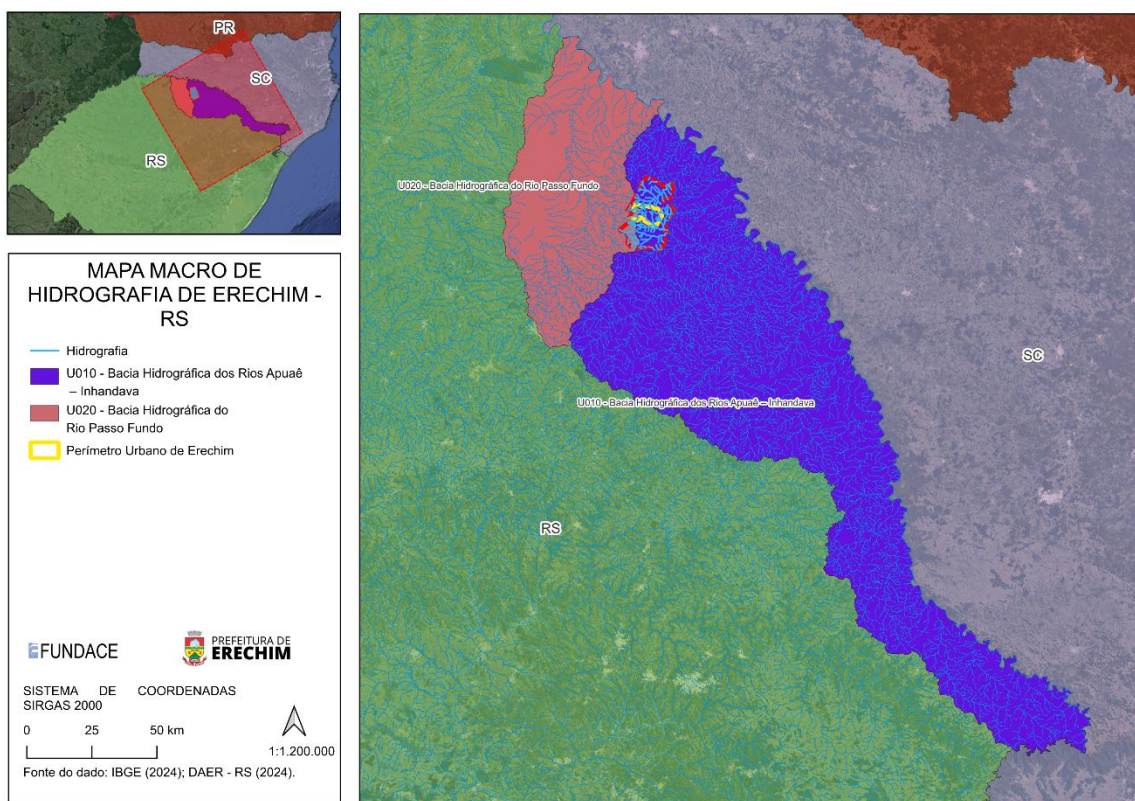 PR
SC
RS
MAPA MACRO DE
HIDROGRAFIA DE ERECHIM -
RS
Hidrografia
U010 - Bacia Hidrográfica dos Rios Apuaê
– Inhandava
U020 - Bacia Hidrográfica do
Rio Passo Fundo
Perímetro Urbano de Erechim
FUNDACE
PREFEITURA DE
ERECHIM
SISTEMA DE COORDENADAS
SIRGAS 2000
0 25 50 km
1:1.200.000
Fonte do dado: IBGE (2024); DAER - RS (2024).
U020 - Bacia Hidrográfica do Rio Passo Fundo
SC
U010 - Bacia Hidrográfica dos Rios Apuaê – Inhandava
RS